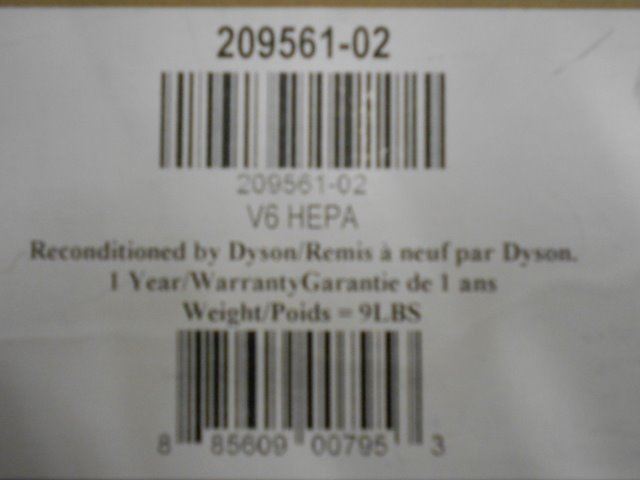 209561-02
209561-02
V6 HEPA
Reconditioned by Dyson/Remis à neuf par Dyson.
1 Year/WarrantyGarantie de 1 ans
Weight/Poids = 9LBS
8 85609 00795 3